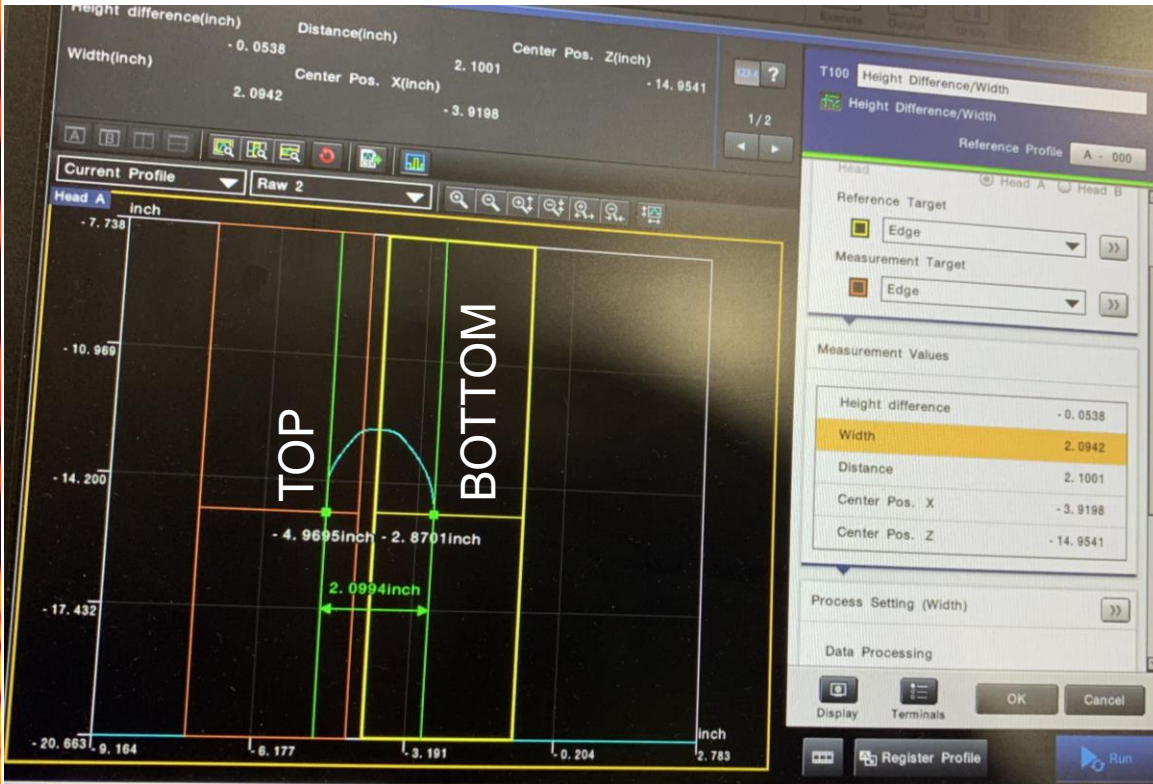 Height difference(inch)
- 0. 0538
Distance(inch)
2. 1001
Center Pos. Z(inch)
- 14. 9541
Width(inch)
2. 0942
Center Pos. X(inch)
- 3. 9198
?
1/2
A
B
Current Profile
Raw 2
Head A
inch
- 7. 738
- 10. 969
- 14. 200
- 17. 432
- 20. 663
- 9. 164
- 6. 177
- 3. 191
- 0. 204
2. 783
inch
TOP
BOTTOM
- 4. 9695inch
- 2. 8701inch
2. 0994inch
Execute
Output
T100
Height Difference/Width
Height Difference/Width
Reference Profile
A - 000
Head
Head A
Head B
Reference Target
Edge
>>
Measurement Target
Edge
>>
Measurement Values
Height difference - 0. 0538
Width 2. 0942
Distance 2. 1001
Center Pos. X - 3. 9198
Center Pos. Z - 14. 9541
Process Setting (Width)
>>
Data Processing
Display
Terminals
OK
Cancel
Register Profile
Run